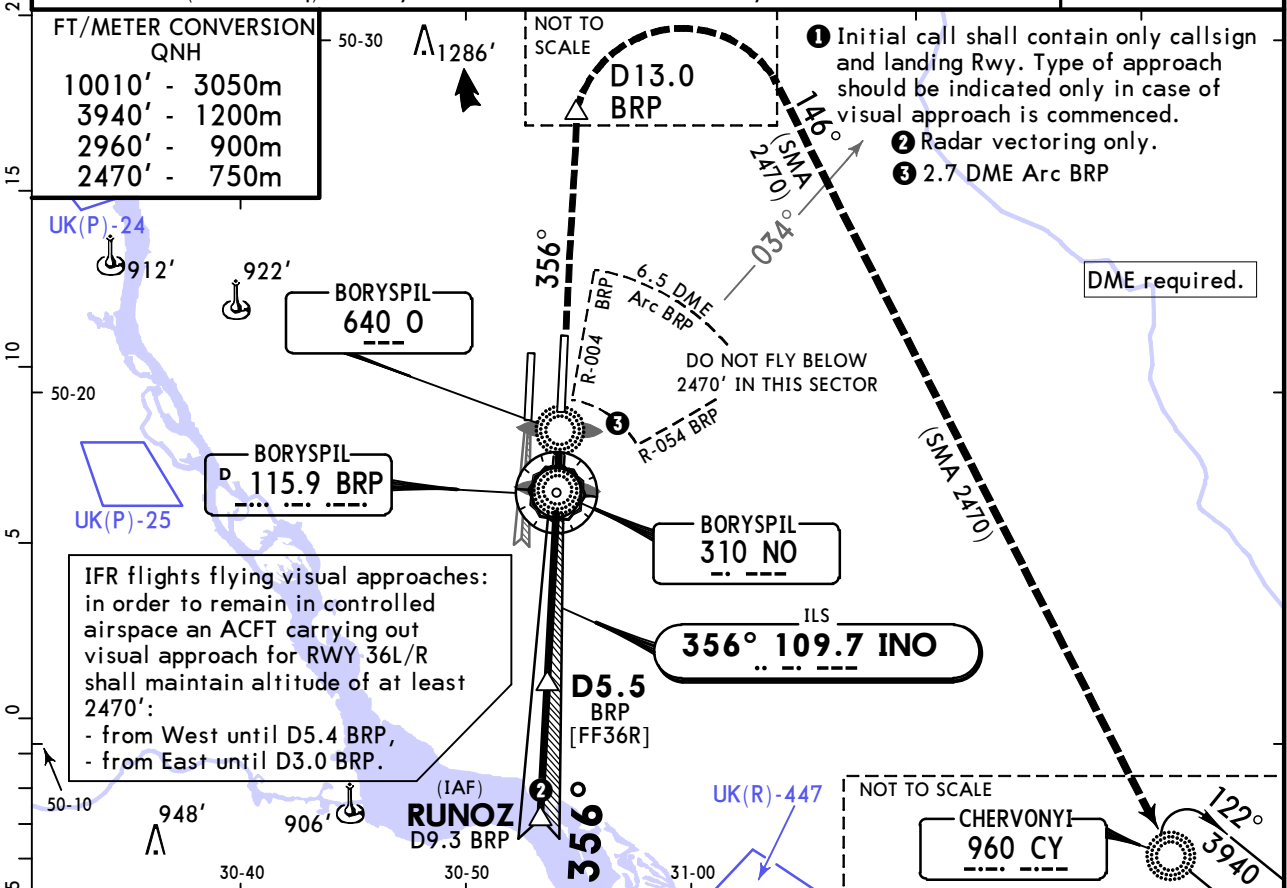 FT/METER CONVERSION
QNH
10010' - 3050m
3940' - 1200m
2960' - 900m
2470' - 750m
50-30
1286'
NOT TO
SCALE
D13.0
BRP
❶ Initial call shall contain only callsign
and landing Rwy. Type of approach
should be indicated only in case of
visual approach is commenced.
❷ Radar vectoring only.
❸ 2.7 DME Arc BRP
146°
(SMA
2470)
15
UK(P)-24
912'
922'
356°
034°
DME required.
BORYSPIL
640 O
6.5 DME
Arc BRP
R-004 BRP
DO NOT FLY BELOW
2470' IN THIS SECTOR
10
50-20
❸
R-054 BRP
(SMA 2470)
BORYSPIL
D 115.9 BRP
UK(P)-25
BORYSPIL
310 NO
5
IFR flights flying visual approaches:
in order to remain in controlled
airspace an ACFT carrying out
visual approach for RWY 36L/R
shall maintain altitude of at least
2470':
- from West until D5.4 BRP,
- from East until D3.0 BRP.
ILS
356° 109.7 INO
D5.5
BRP
[FF36R]
0
50-10
948'
906'
(IAF)
RUNOZ
D9.3 BRP
❷
356°
UK(R)-447
NOT TO SCALE
CHERVONYI
960 CY
122°
3940
5
30-40
30-50
31-00